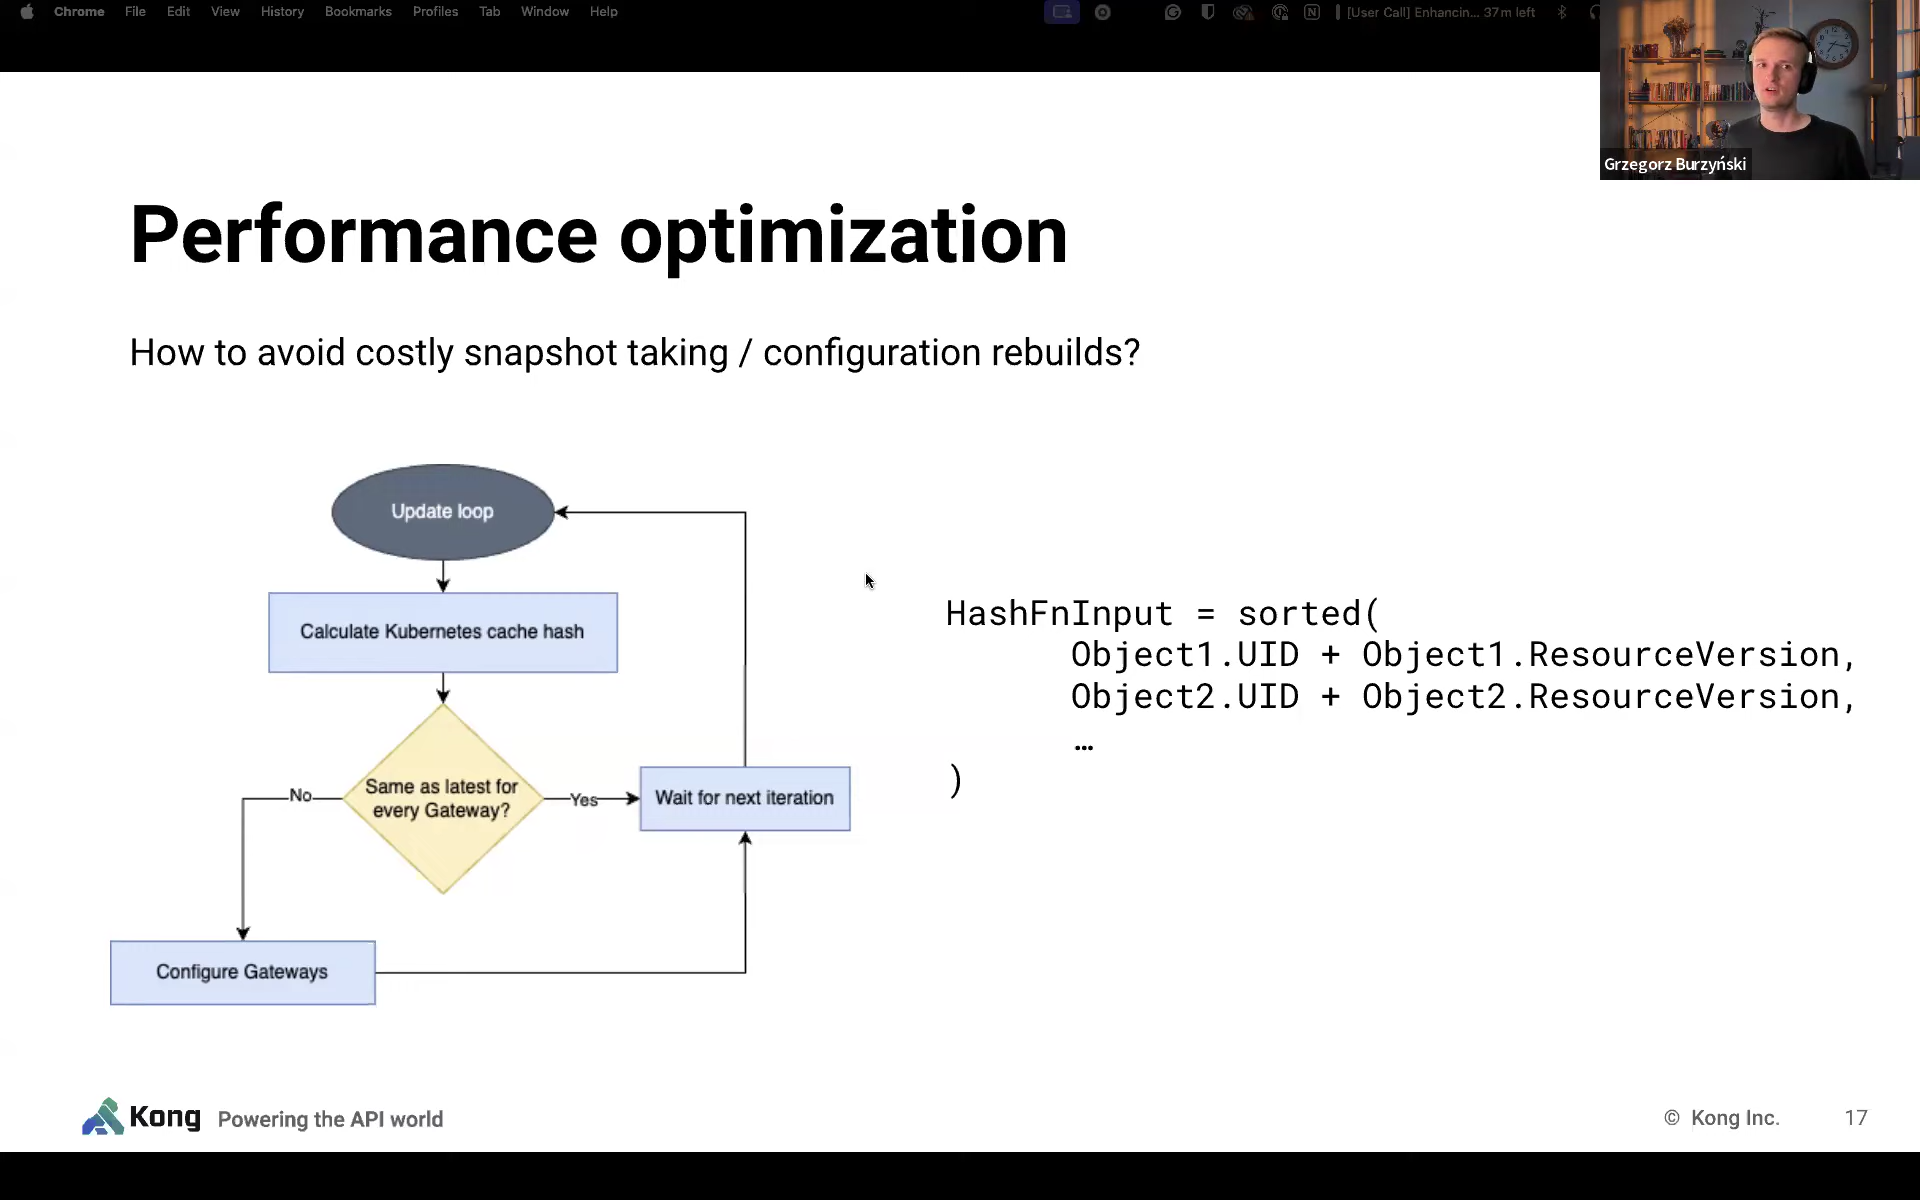 Chrome File Edit View History Bookmarks Profiles Tab Window Help
[User Call] Enhancin... 37m left
Grzegorz Burzyński
Performance optimization
How to avoid costly snapshot taking / configuration rebuilds?
Update loop
Calculate Kubernetes cache hash
Same as latest for
every Gateway?
No
Yes
Wait for next iteration
Configure Gateways
HashFnInput = sorted(
Object1.UID + Object1.ResourceVersion,
Object2.UID + Object2.ResourceVersion,
…
)
Kong Powering the API world
© Kong Inc. 17